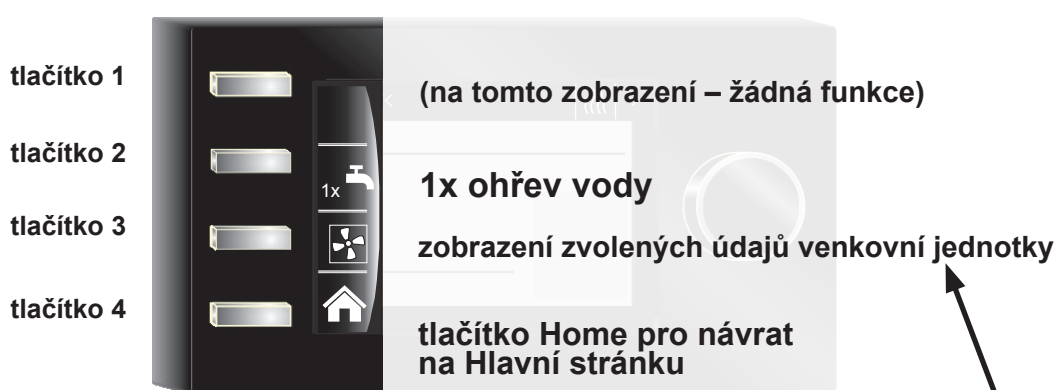 tlačítko 1
(na tomto zobrazení – žádná funkce)
tlačítko 2
1x
1x ohřev vody
tlačítko 3
zobrazení zvolených údajů venkovní jednotky
tlačítko 4
tlačítko Home pro návrat
na Hlavní stránku